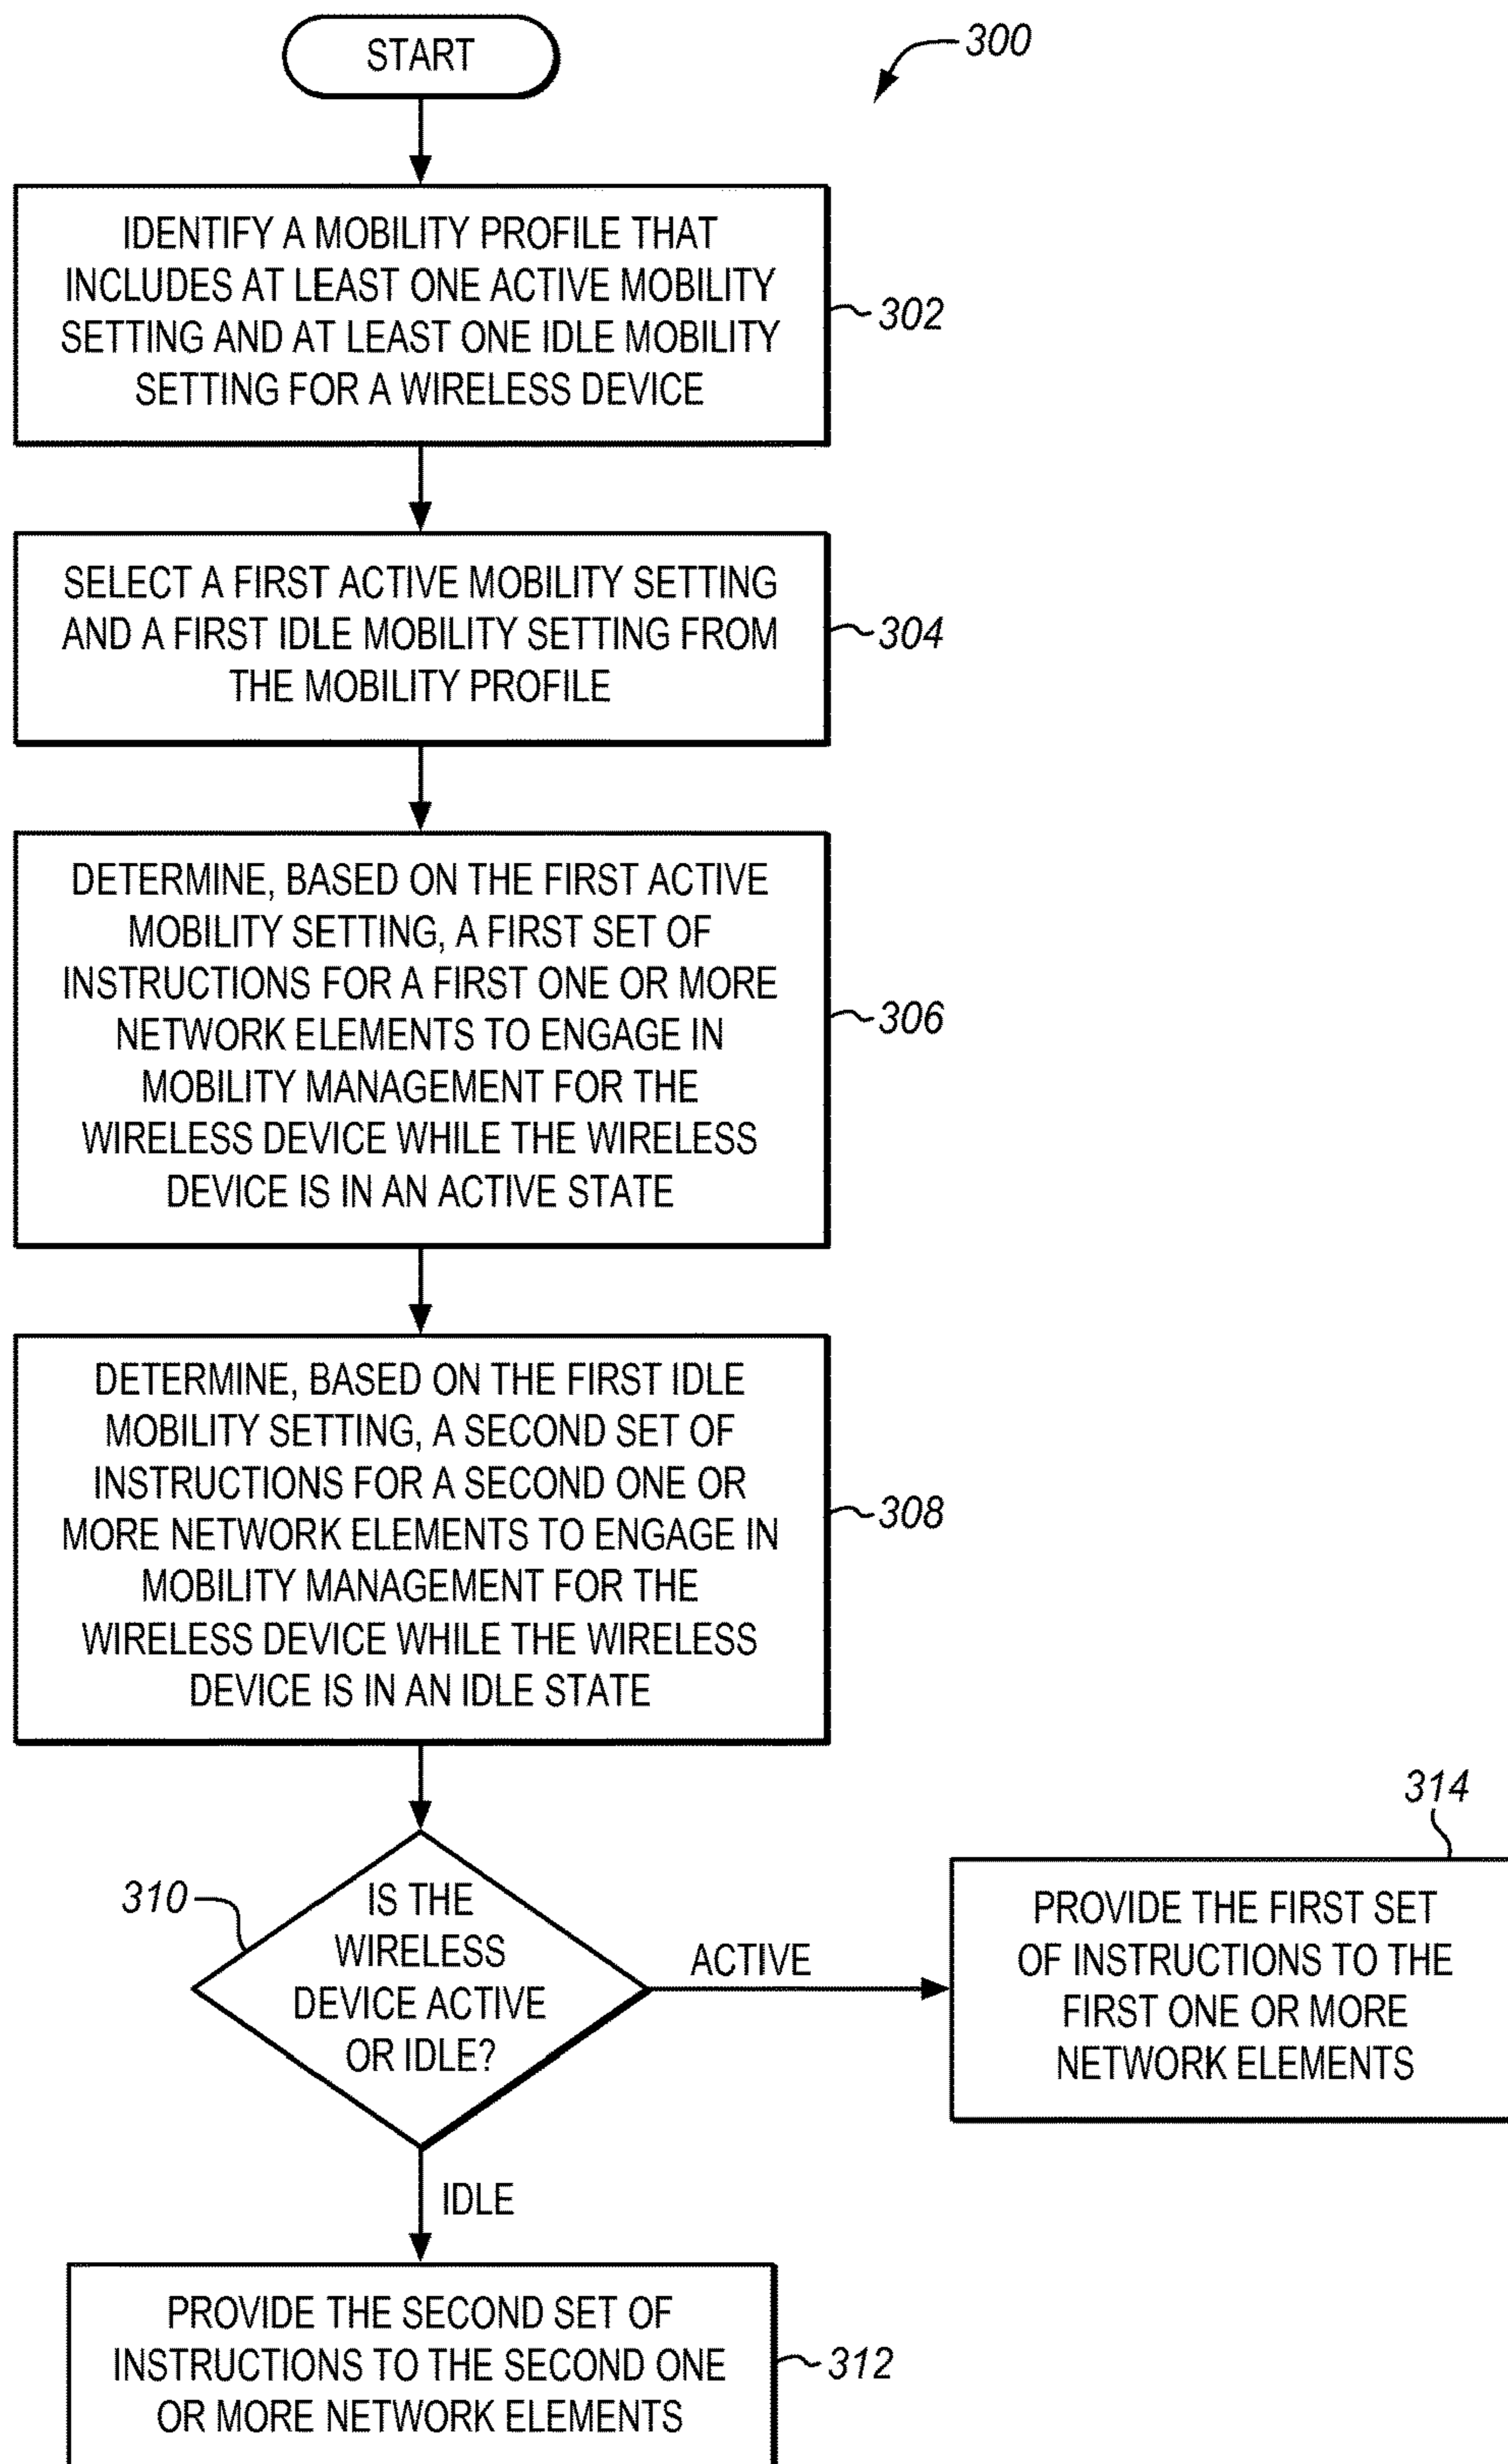 START
300
IDENTIFY A MOBILITY PROFILE THAT
INCLUDES AT LEAST ONE ACTIVE MOBILITY
SETTING AND AT LEAST ONE IDLE MOBILITY
SETTING FOR A WIRELESS DEVICE
302
SELECT A FIRST ACTIVE MOBILITY SETTING
AND A FIRST IDLE MOBILITY SETTING FROM
THE MOBILITY PROFILE
304
DETERMINE, BASED ON THE FIRST ACTIVE
MOBILITY SETTING, A FIRST SET OF
INSTRUCTIONS FOR A FIRST ONE OR MORE
NETWORK ELEMENTS TO ENGAGE IN
MOBILITY MANAGEMENT FOR THE
WIRELESS DEVICE WHILE THE WIRELESS
DEVICE IS IN AN ACTIVE STATE
306
DETERMINE, BASED ON THE FIRST IDLE
MOBILITY SETTING, A SECOND SET OF
INSTRUCTIONS FOR A SECOND ONE OR
MORE NETWORK ELEMENTS TO ENGAGE IN
MOBILITY MANAGEMENT FOR THE
WIRELESS DEVICE WHILE THE WIRELESS
DEVICE IS IN AN IDLE STATE
308
310
IS THE
WIRELESS
DEVICE ACTIVE
OR IDLE?
ACTIVE
314
PROVIDE THE FIRST SET
OF INSTRUCTIONS TO THE
FIRST ONE OR MORE
NETWORK ELEMENTS
IDLE
PROVIDE THE SECOND SET OF
INSTRUCTIONS TO THE SECOND ONE
OR MORE NETWORK ELEMENTS
312